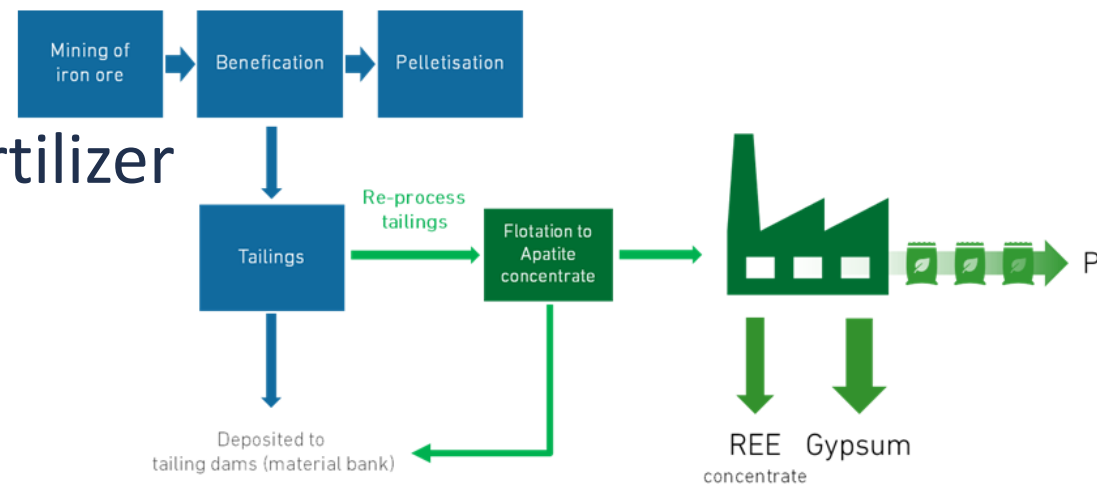 Mining of
iron ore
Benefication
Pelletisation
rtilizer
Re-process
tailings
Tailings
Flotation to
Apatite
concentrate
P
Deposited to
tailing dams (material bank)
REE
concentrate
Gypsum